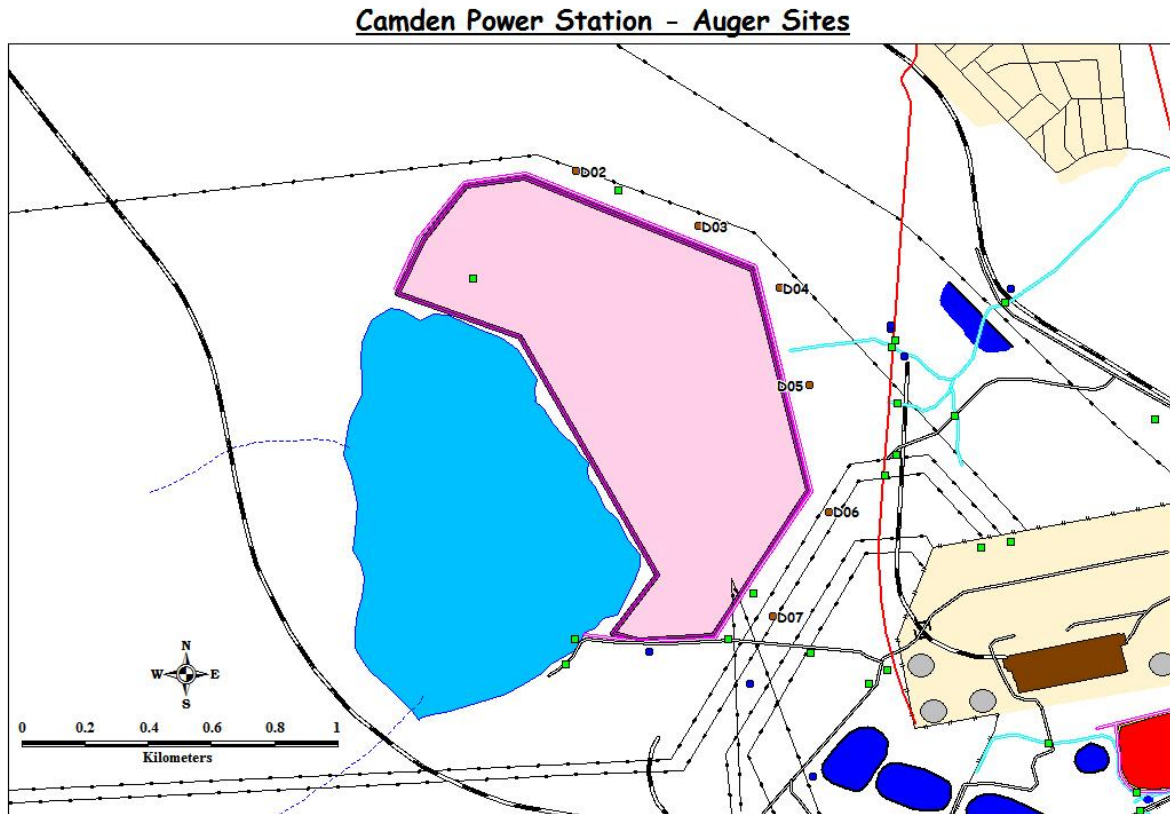 Camden Power Station - Auger Sites
D02
D03
D04
D05
D06
D07
N
W E
S
0 0.2 0.4 0.6 0.8 1
Kilometers